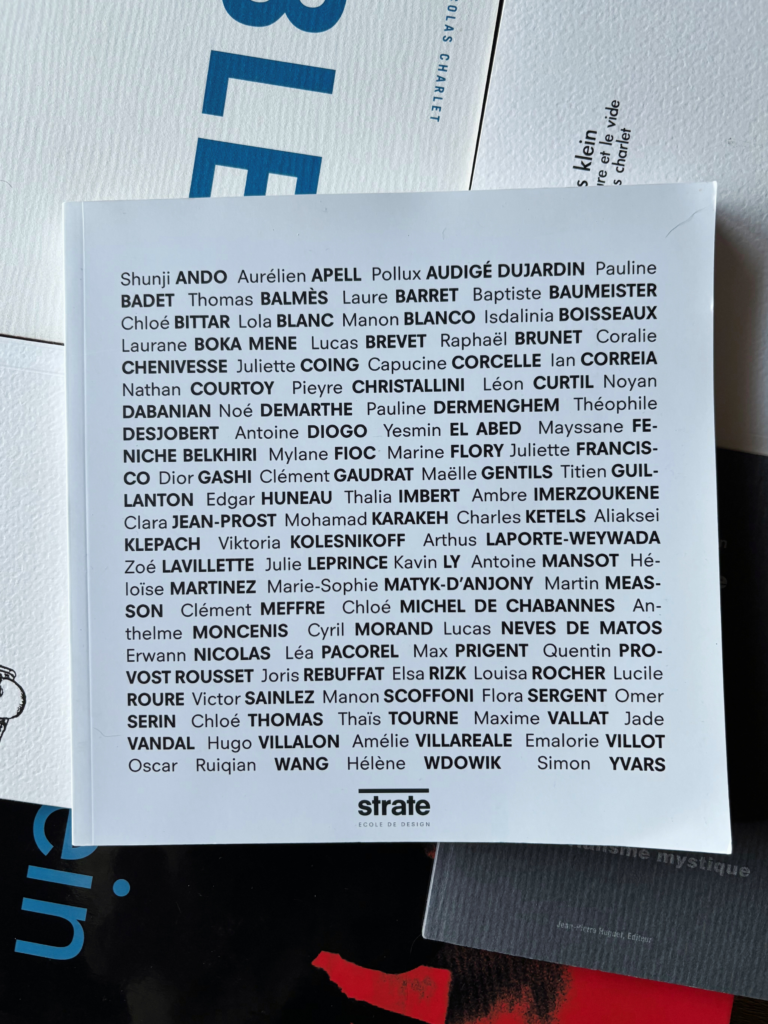 BLE
OLAS CHARLET
s klein
re et le vide
s charlet
Shunji ANDO Aurélien APELL Pollux AUDIGÉ DUJARDIN Pauline
BADET Thomas BALMÈS Laure BARRET Baptiste BAUMEISTER
Chloé BITTAR Lola BLANC Manon BLANCO Isdalinia BOISSEAUX
Laurane BOKA MENE Lucas BREVET Raphaël BRUNET Coralie
CHENIVESSE Juliette COING Capucine CORCELLE Ian CORREIA
Nathan COURTOY Pieyre CHRISTALLINI Léon CURTIL Noyan
DABANIAN Noé DEMARTHE Pauline DERMENGHEM Théophile
DESJOBERT Antoine DIOGO Yesmin EL ABED Mayssane FE-
NICHE BELKHIRI Mylane FIOC Marine FLORY Juliette FRANCIS-
CO Dior GASHI Clément GAUDRAT Maëlle GENTILS Titien GUIL-
LANTON Edgar HUNEAU Thalia IMBERT Ambre IMERZOUKENE
Clara JEAN-PROST Mohamad KARAKEH Charles KETELS Aliaksei
KLEPACH Viktoria KOLESNIKOFF Arthus LAPORTE-WEYWADA
Zoé LAVILLETTE Julie LEPRINCE Kavin LY Antoine MANSOT Hé-
loïse MARTINEZ Marie-Sophie MATYK-D'ANJONY Martin MEAS-
SON Clément MEFFRE Chloé MICHEL DE CHABANNES An-
thelme MONCENIS Cyril MORAND Lucas NEVES DE MATOS
Erwann NICOLAS Léa PACOREL Max PRIGENT Quentin PRO-
VOST ROUSSET Joris REBUFFAT Elsa RIZK Louisa ROCHER Lucile
ROURE Victor SAINLEZ Manon SCOFFONI Flora SERGENT Omer
SERIN Chloé THOMAS Thaïs TOURNE Maxime VALLAT Jade
VANDAL Hugo VILLALON Amélie VILLAREALE Emalorie VILLOT
Oscar Ruiqian WANG Hélène WDOWIK Simon YVARS
strate
ECOLE DE DESIGN
ein
mystique
Jean-Pierre Huguet, Editeur